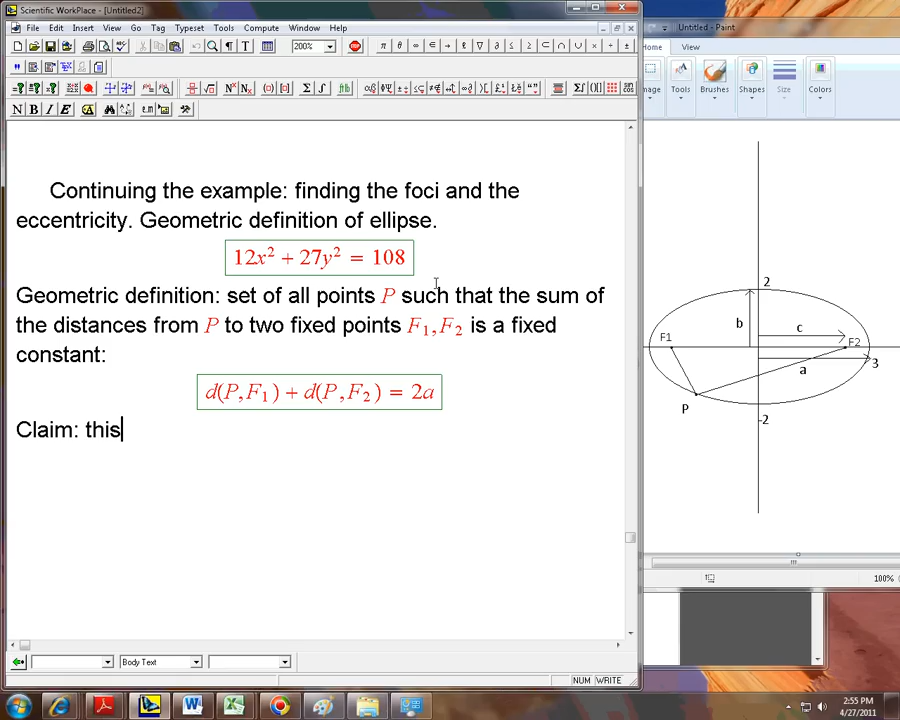 Scientific WorkPlace - [Untitled2]
File Edit Insert View Go Tag Typeset Tools Compute Window Help
200%
Continuing the example: finding the foci and the
eccentricity. Geometric definition of ellipse.
12x² + 27y² = 108
Geometric definition: set of all points P such that the sum of
the distances from P to two fixed points F₁, F₂ is a fixed
constant:
d(P, F₁) + d(P, F₂) = 2a
Claim: this
Body Text
NUM WRITE
Untitled - Paint
Home View
mage Tools Brushes Shapes Size Colors
2
b
c
F1
F2
a
3
P
-2
100%
2:55 PM
4/27/2011